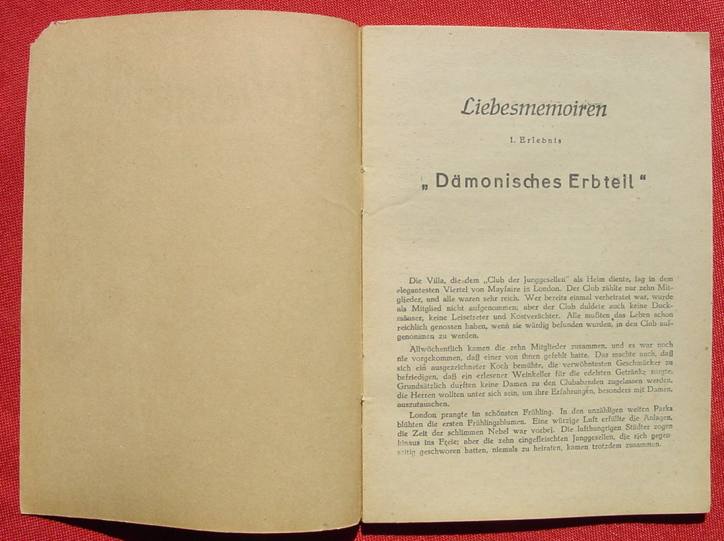 Liebesmemoiren
1. Erlebnis
„Dämonisches Erbteil"
Die Villa, die dem „Club der Junggesellen" als Heim diente, lag in dem
elegantesten Viertel von Mayfaire in London. Der Club zählte nur zehn Mit-
glieder, und alle waren sehr reich. Wer bereits einmal verheiratet war, wurde
als Mitglied nicht aufgenommen; aber der Club duldete auch keine Duck-
mäuser, keine Leisetreter und Kostverächter. Alle mußten das Leben schon
reichlich genossen haben, wenn sie würdig befunden wurden, in den Club auf-
genommen zu werden.
Allwöchentlich kamen die zehn Mitglieder zusammen, und es war noch
nie vorgekommen, daß einer von ihnen gefehlt hatte. Das machte auch, daß
sich ein ausgezeichneter Koch bemühte, die verwöhntesten Geschmäcker zu
befriedigen, daß ein erlesener Weinkeller für die edelsten Getränke sorgte.
Grundsätzlich durften keine Damen zu den Clubabenden zugelassen werden,
die Herren wollten unter sich sein, um ihre Erfahrungen, besonders mit Damen,
auszutauschen.
London prangte im schönsten Frühling. In den unzähligen weiten Parks
blühten die ersten Frühlingsblumen. Eine würzige Luft erfüllte die Anlagen,
die Zeit der schlimmen Nebel war vorbei. Die lufthungrigen Städter zogen
hinaus ins Freie; aber die zehn eingefleischten Junggesellen, die sich gegen-
seitig geschworen hatten, niemals zu heiraten, kamen trotzdem zusammen.